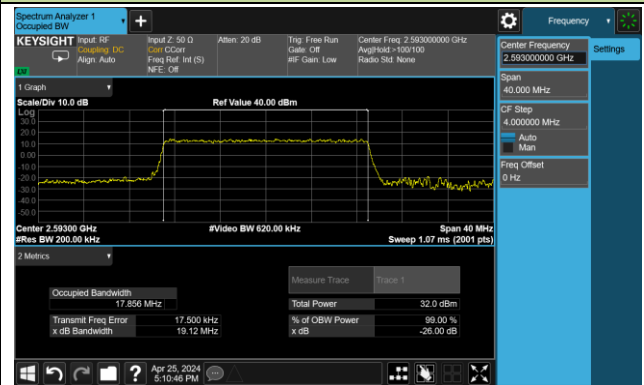 Spectrum Analyzer 1
Occupied BW
Frequency
KEYSIGHT
Input: RF
Coupling: DC
Align: Auto
Input Z: 50 Ω
Corr CCorr
Freq Ref: Int (S)
NFE: Off
Atten: 20 dB
Trig: Free Run
Gate: Off
#IF Gain: Low
Center Freq: 2.593000000 GHz
Avg|Hold:>100/100
Radio Std: None
Center Frequency
2.593000000 GHz
Settings
Span
40.000 MHz
CF Step
4.000000 MHz
Auto
Man
Freq Offset
0 Hz
1 Graph
Scale/Div 10.0 dB
Ref Value 40.00 dBm
Log
30.0
20.0
10.0
0.00
-10.0
-20.0
-30.0
-40.0
-50.0
Center 2.59300 GHz
#Video BW 620.00 kHz
Span 40 MHz
#Res BW 200.00 kHz
Sweep 1.07 ms (2001 pts)
2 Metrics
Measure Trace
Trace 1
Occupied Bandwidth
17.856 MHz
Total Power
32.0 dBm
Transmit Freq Error
17.500 kHz
% of OBW Power
99.00 %
x dB Bandwidth
19.12 MHz
x dB
-26.00 dB
Apr 25, 2024
5:10:46 PM